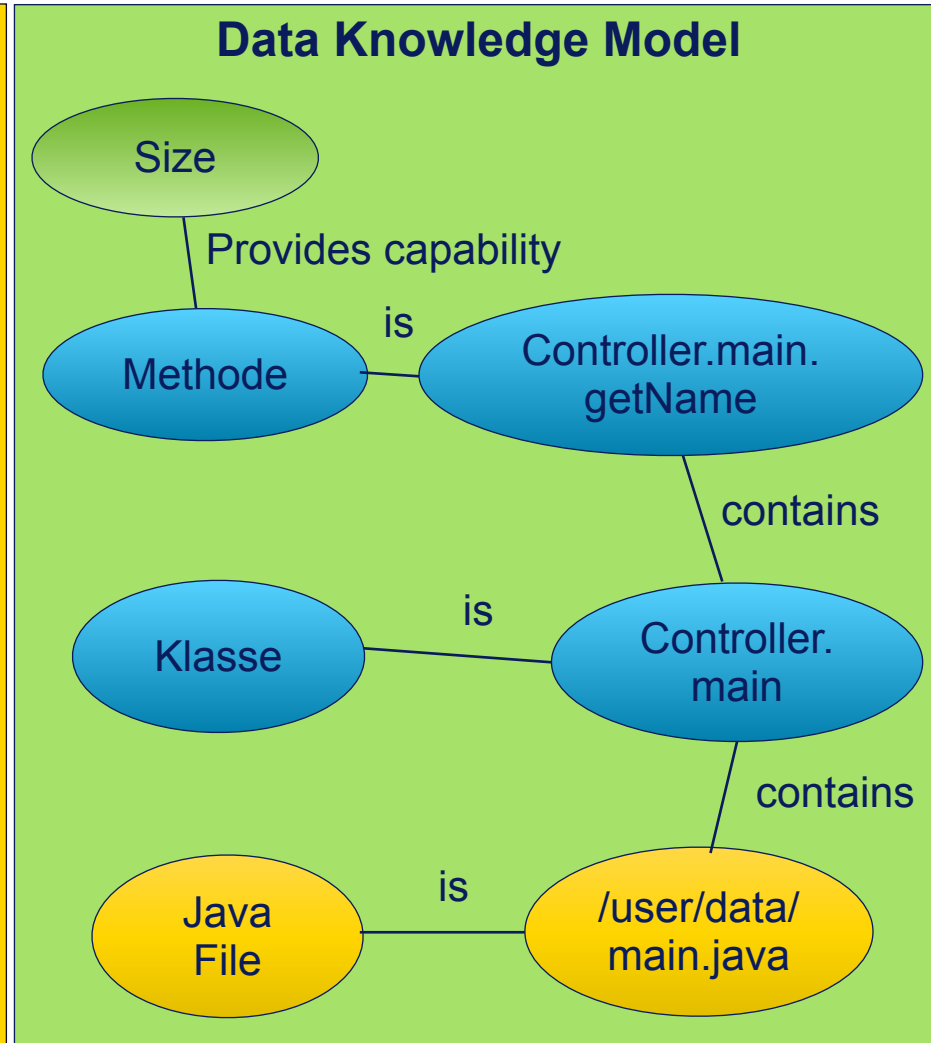 Data Knowledge Model
Size
Provides capability
is
Methode
Controller.main.
getName
contains
Klasse
is
Controller.
main
contains
Java
File
is
/user/data/
main.java